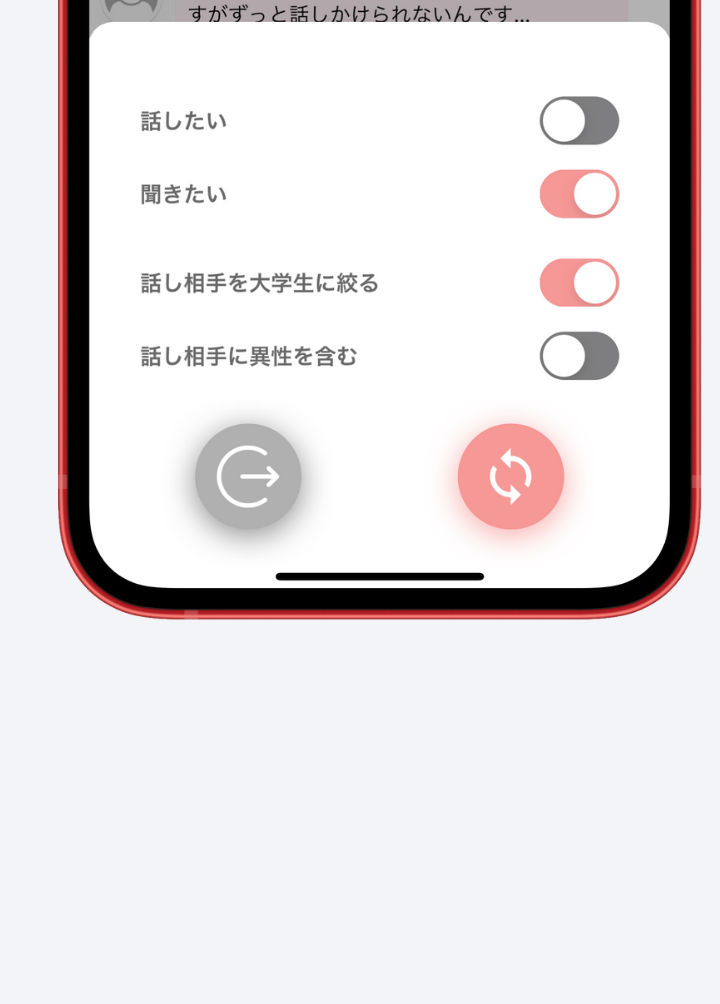 すがずっと話しかけられないんです...
話したい
聞きたい
話し相手を大学生に絞る
話し相手に異性を含む